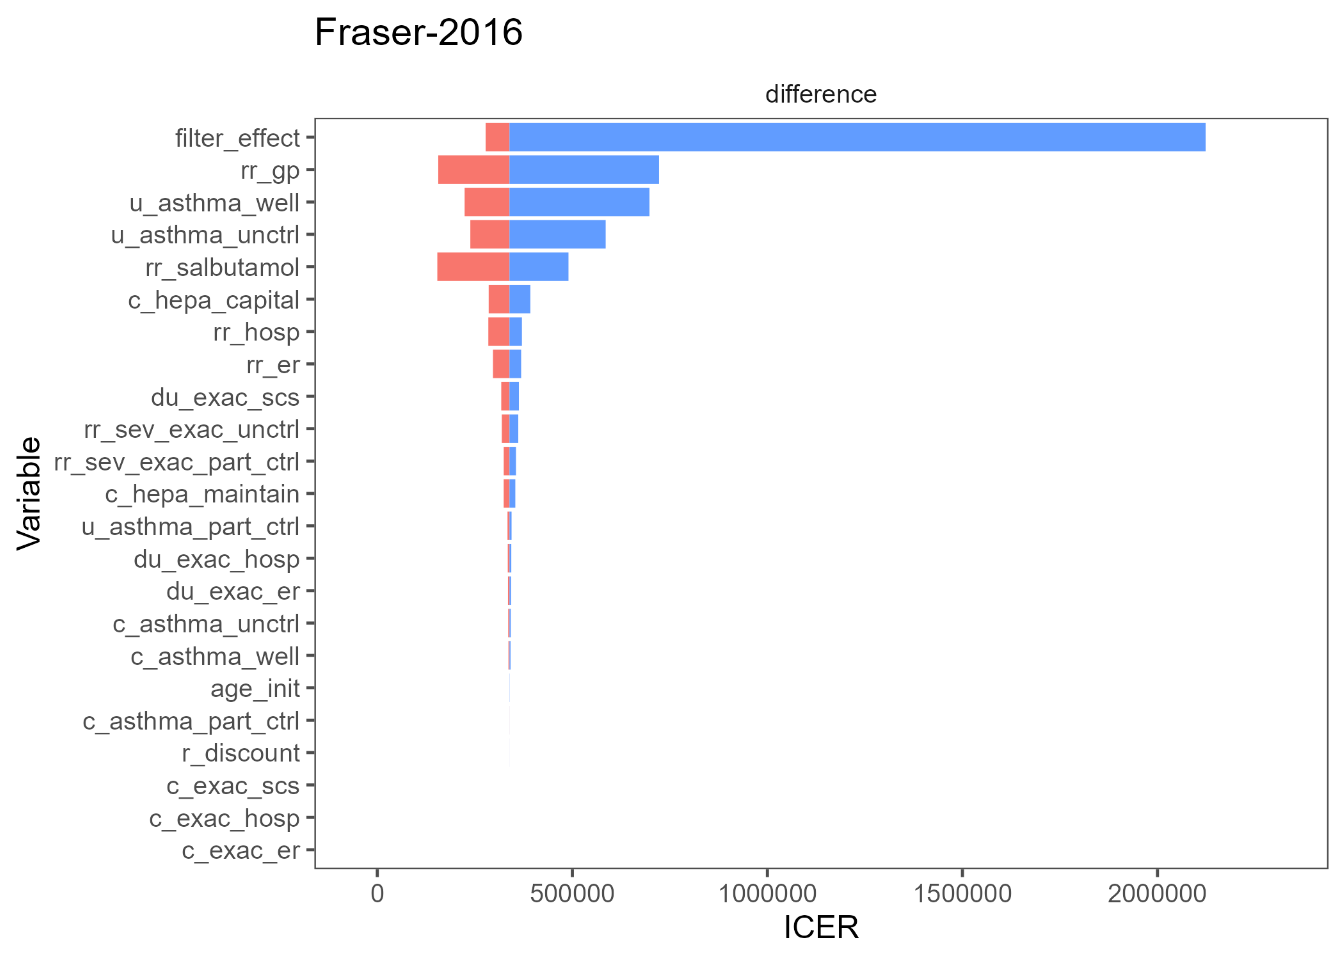 Fraser-2016
difference
filter_effect
rr_gp
u_asthma_well
u_asthma_unctrl
rr_salbutamol
c_hepa_capital
rr_hosp
rr_er
du_exac_scs
rr_sev_exac_unctrl
rr_sev_exac_part_ctrl
c_hepa_maintain
u_asthma_part_ctrl
du_exac_hosp
du_exac_er
c_asthma_unctrl
c_asthma_well
age_init
c_asthma_part_ctrl
r_discount
c_exac_scs
c_exac_hosp
c_exac_er
Variable
0 500000 1000000 1500000 2000000
ICER